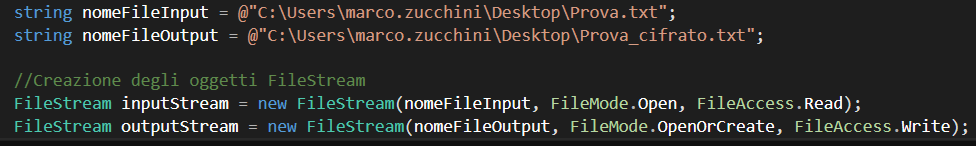 string nomeFileInput = @"C:\Users\marco.zucchini\Desktop\Prova.txt";
string nomeFileOutput = @"C:\Users\marco.zucchini\Desktop\Prova_cifrato.txt";
//Creazione degli oggetti FileStream
FileStream inputStream = new FileStream(nomeFileInput, FileMode.Open, FileAccess.Read);
FileStream outputStream = new FileStream(nomeFileOutput, FileMode.OpenOrCreate, FileAccess.Write);